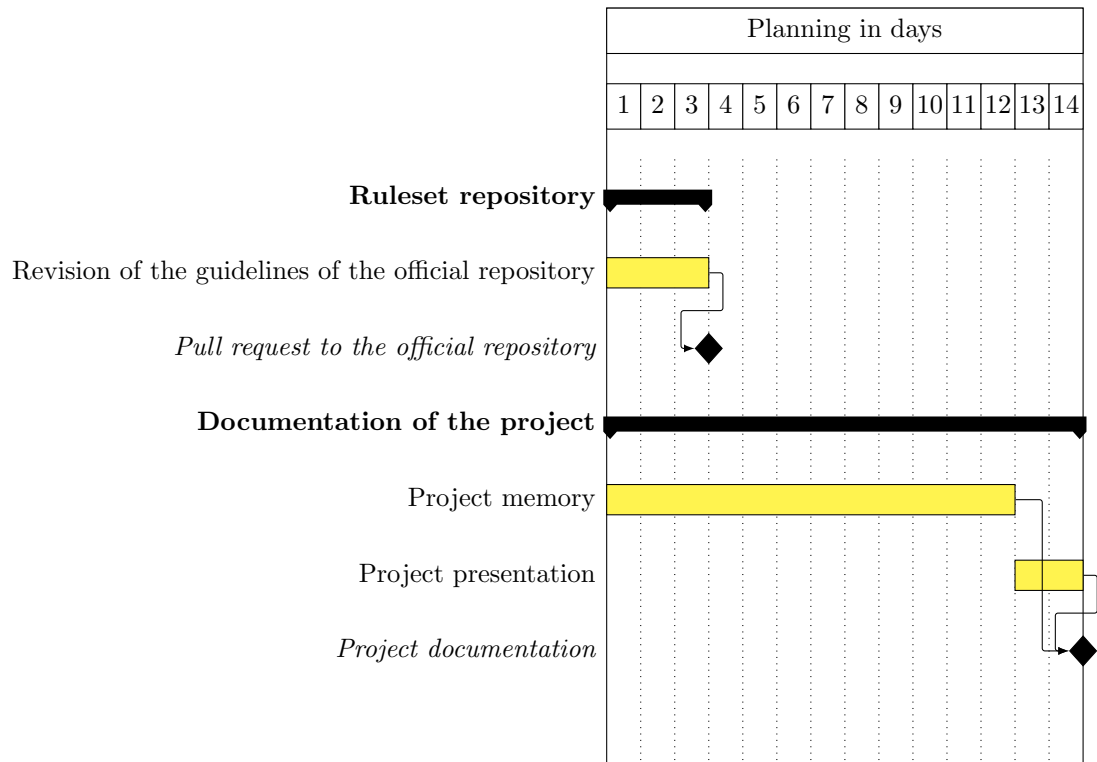 Planning in days
1 2 3 4 5 6 7 8 9 10 11 12 13 14
Ruleset repository
Revision of the guidelines of the official repository
Pull request to the official repository
Documentation of the project
Project memory
Project presentation
Project documentation